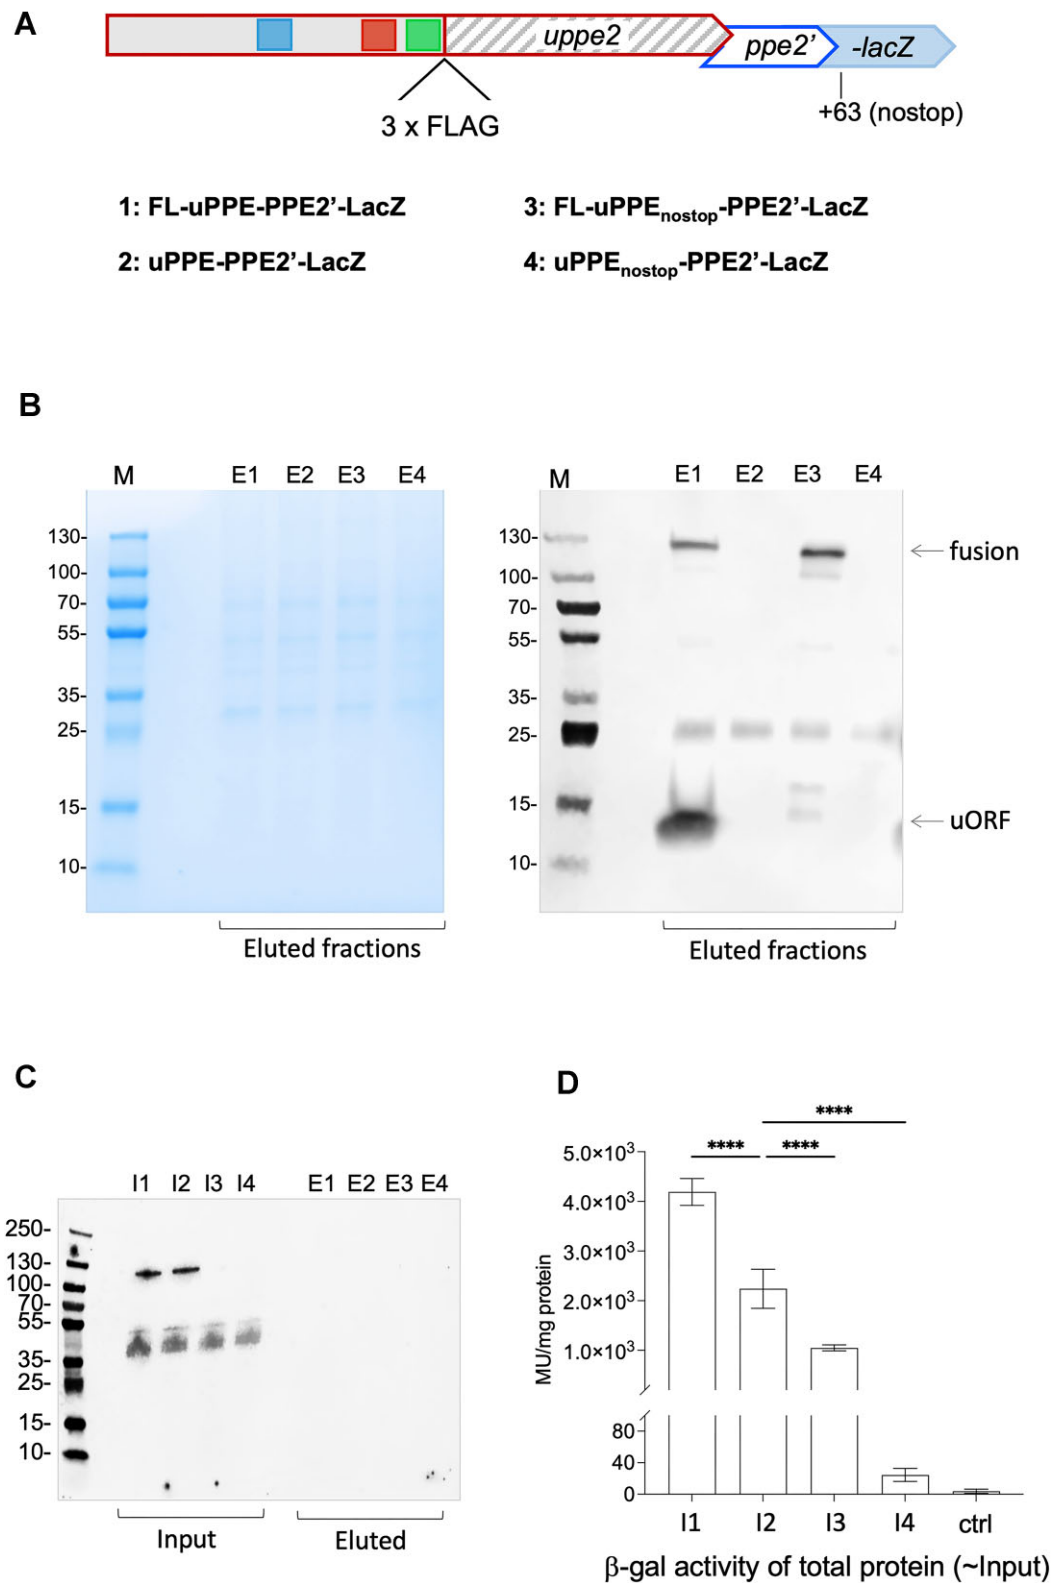 A
uppe2
ppe2'
-lacZ
3 x FLAG
+63 (nostop)
1: FL-uPPE-PPE2'-LacZ
3: FL-uPPEnostop-PPE2'-LacZ
2: uPPE-PPE2'-LacZ
4: uPPEnostop-PPE2'-LacZ
B
M E1 E2 E3 E4
130-
100-
70-
55-
35-
25-
15-
10-
Eluted fractions
M E1 E2 E3 E4
130-
100-
70-
55-
35-
25-
15-
10-
fusion
uORF
Eluted fractions
C
I1 I2 I3 I4 E1 E2 E3 E4
250-
130-
100-
70-
55-
35-
25-
15-
10-
Input Eluted
D
**** 
**** ****
5.0×10³
4.0×10³
3.0×10³
2.0×10³
1.0×10³
80
40
0
MU/mg protein
I1 I2 I3 I4 ctrl
β-gal activity of total protein (~Input)